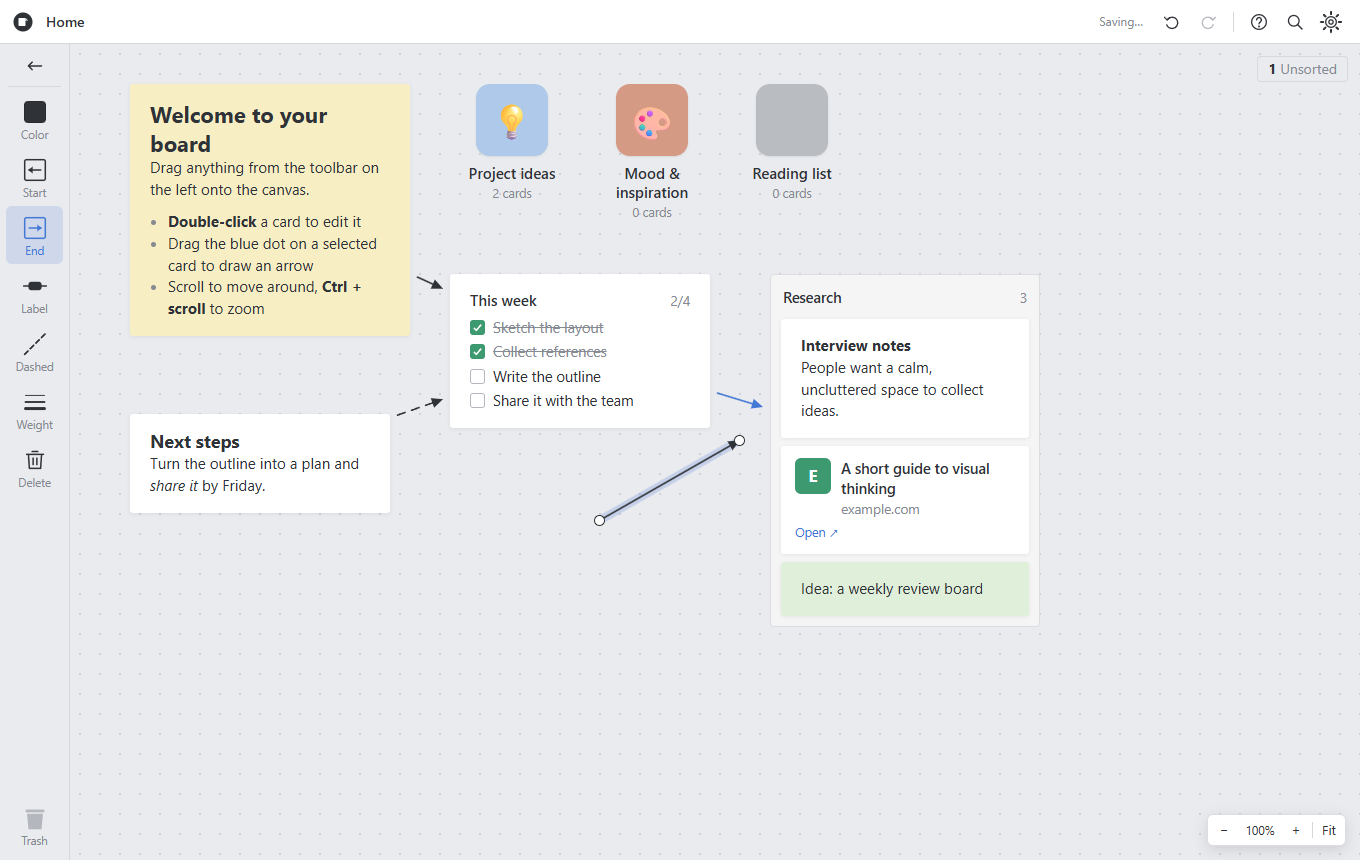 Home
Saving...
1 Unsorted
Color
Start
End
Label
Dashed
Weight
Delete
Trash
Welcome to your
board
Drag anything from the toolbar on
the left onto the canvas.
Double-click a card to edit it
Drag the blue dot on a selected
card to draw an arrow
Scroll to move around, Ctrl +
scroll to zoom
Project ideas
2 cards
Mood &
inspiration
0 cards
Reading list
0 cards
This week 2/4
Sketch the layout
Collect references
Write the outline
Share it with the team
Next steps
Turn the outline into a plan and
share it by Friday.
Research 3
Interview notes
People want a calm,
uncluttered space to collect
ideas.
E
A short guide to visual
thinking
example.com
Open ↗
Idea: a weekly review board
− 100% + Fit